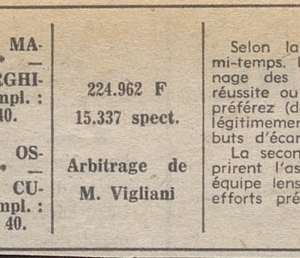 MA-
* —
RGHI-
mpl. :
40.
* —
OS-
CU-
mpl. :
40.
224.962 F
15.337 spect.
Arbitrage de
M. Vigliani
Selon la
mi-temps.
nage des
réussite ou
préférez (d
légitimemen
buts d'écar
La secon
prirent l'as
équipe lens
efforts pré